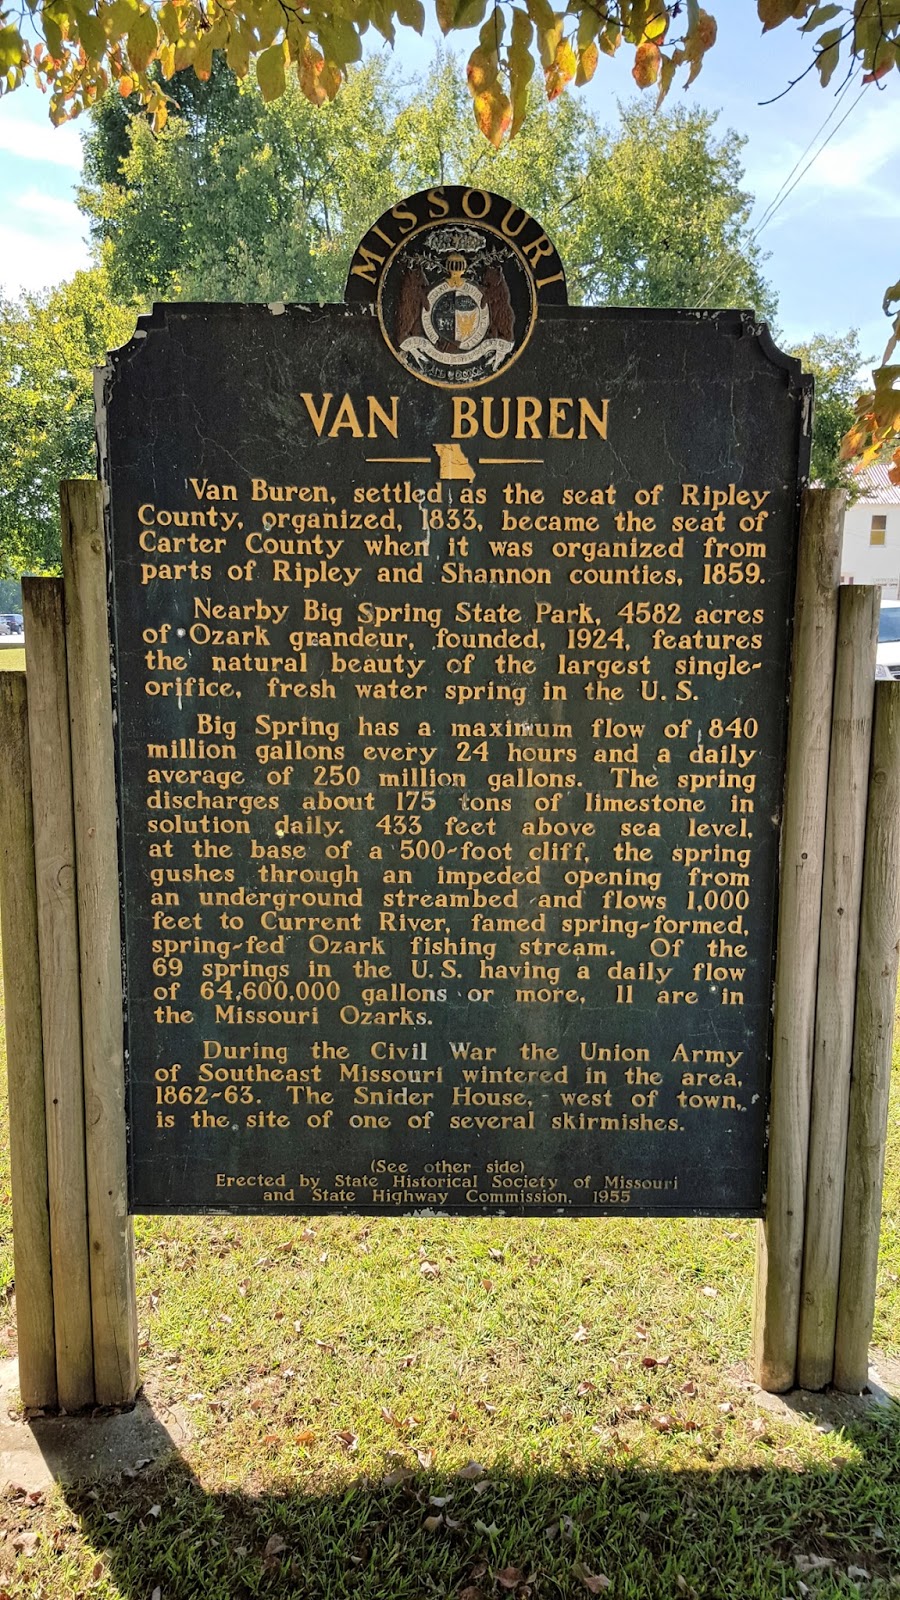 MISSOURI
VAN BUREN
Van Buren, settled as the seat of Ripley
County, organized, 1833, became the seat of
Carter County when it was organized from
parts of Ripley and Shannon counties, 1859.
Nearby Big Spring State Park, 4582 acres
of Ozark grandeur, founded, 1924, features
the natural beauty of the largest single-
orifice, fresh water spring in the U. S.
Big Spring has a maximum flow of 840
million gallons every 24 hours and a daily
average of 250 million gallons. The spring
discharges about 175 tons of limestone in
solution daily. 433 feet above sea level,
at the base of a 500-foot cliff, the spring
gushes through an impeded opening from
an underground streambed and flows 1,000
feet to Current River, famed spring-formed,
spring-fed Ozark fishing stream. Of the
69 springs in the U. S. having a daily flow
of 64,600,000 gallons or more, 11 are in
the Missouri Ozarks.
During the Civil War the Union Army
of Southeast Missouri wintered in the area,
1862-63. The Snider House, west of town,
is the site of one of several skirmishes.
(See other side)
Erected by State Historical Society of Missouri
and State Highway Commission, 1955